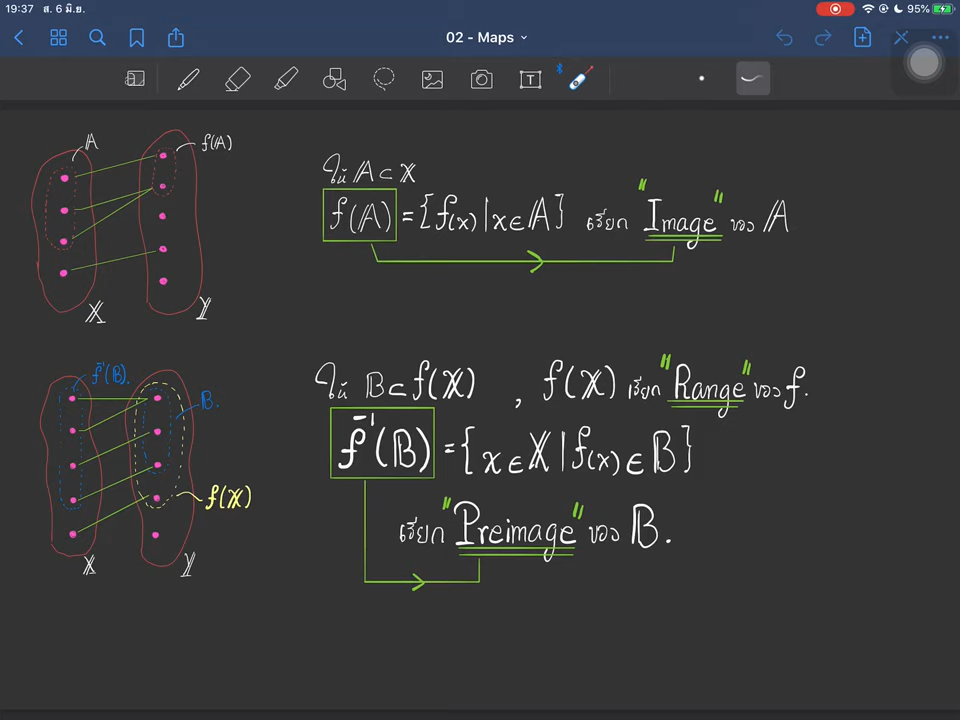 19:37 ส. 6 มิ.ย.
95%
02 - Maps
T
𝔸
f(𝔸)
𝕏
𝕐
ให้ 𝔸 ⊂ 𝕏
f(𝔸) = {f(x) | x ∈ 𝔸} เรียก "Image" ของ 𝔸
f⁻¹(𝔹).
𝔹.
f(𝕏)
𝕏
𝕐
ให้ 𝔹 ⊂ f(𝕏) , f(𝕏) เรียก "Range" ของ f.
f⁻¹(𝔹) = {x ∈ 𝕏 | f(x) ∈ 𝔹}
เรียก "Preimage" ของ 𝔹.